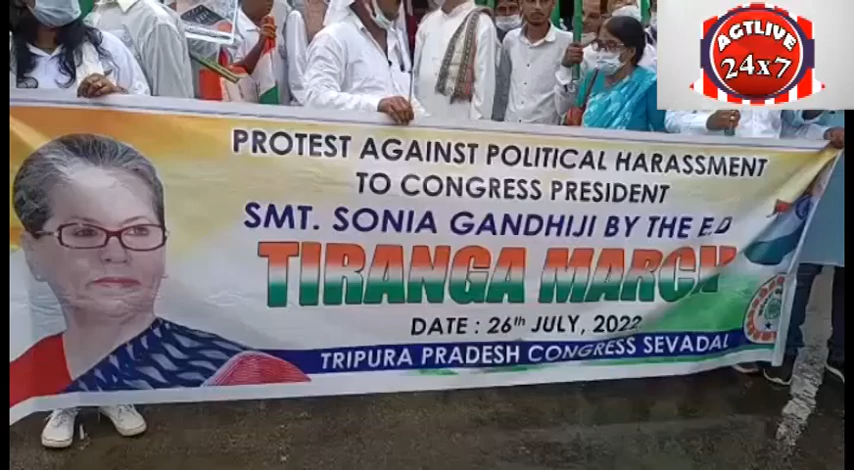 AGTLIVE
24x7
PROTEST AGAINST POLITICAL HARASSMENT
TO CONGRESS PRESIDENT
SMT. SONIA GANDHIJI BY THE E.D
TIRANGA MARCH
DATE : 26th JULY, 2022
TRIPURA PRADESH CONGRESS SEVADAL